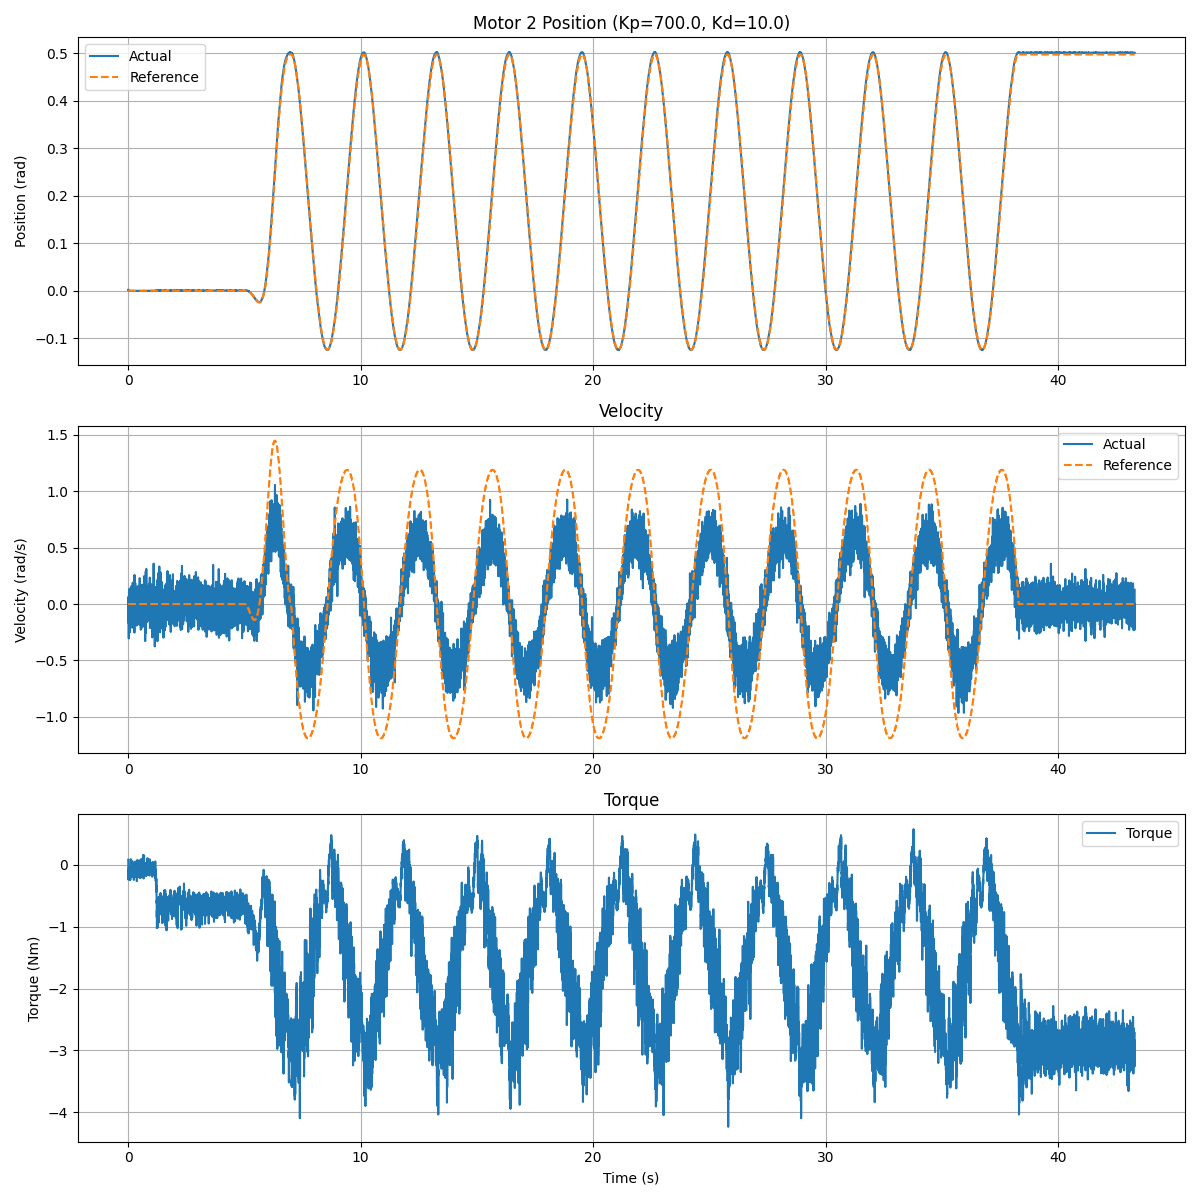 Motor 2 Position (Kp=700.0, Kd=10.0)
Actual
Reference
Position (rad)
0.5
0.4
0.3
0.2
0.1
0.0
−0.1
0 10 20 30 40
Velocity
Actual
Reference
Velocity (rad/s)
1.5
1.0
0.5
0.0
−0.5
−1.0
0 10 20 30 40
Torque
Torque
Torque (Nm)
0
−1
−2
−3
−4
0 10 20 30 40
Time (s)